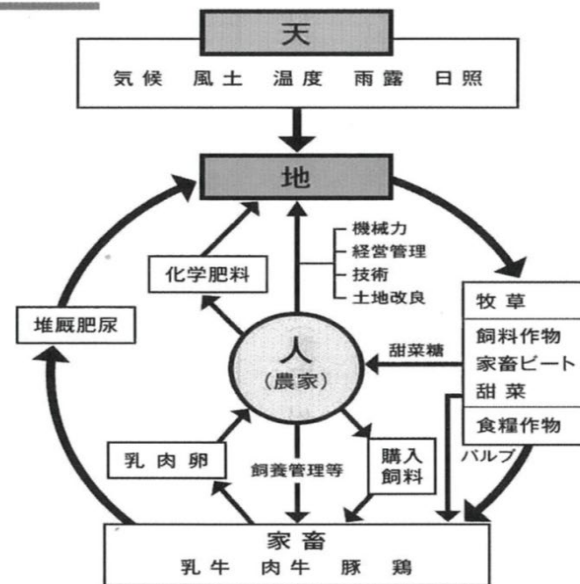 天
気候 風土 温度 雨露 日照
地
機械力
経営管理
技術
土地改良
化学肥料
牧草
堆厩肥尿
飼料作物
甜菜糖
人
家畜ビート
(農家)
甜菜
食糧作物
乳肉卵
飼養管理等
購入
飼料
パルプ
家畜
乳牛 肉牛 豚 鶏